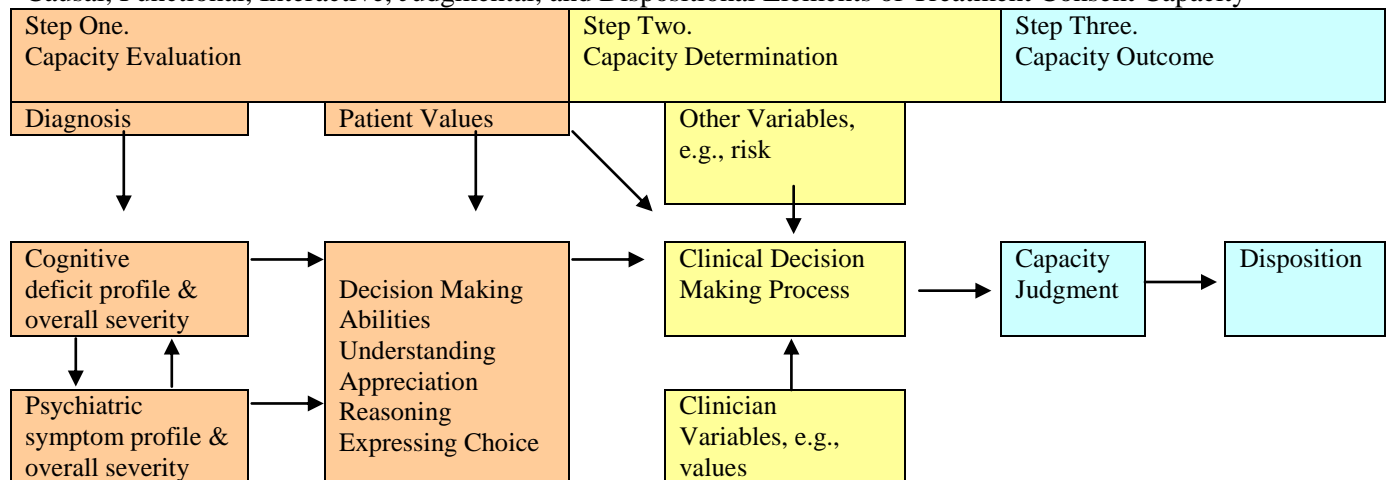 Causal, Functional, Interactive, Judgmental, and Dispositional Elements of Treatment Consent Capacity
Step One.
Capacity Evaluation
Step Two.
Capacity Determination
Step Three.
Capacity Outcome
Diagnosis
Patient Values
Other Variables,
e.g., risk
Cognitive
deficit profile &
overall severity
Decision Making
Abilities
Understanding
Appreciation
Reasoning
Expressing Choice
Clinical Decision
Making Process
Capacity
Judgment
Disposition
Psychiatric
symptom profile &
overall severity
Clinician
Variables, e.g.,
values